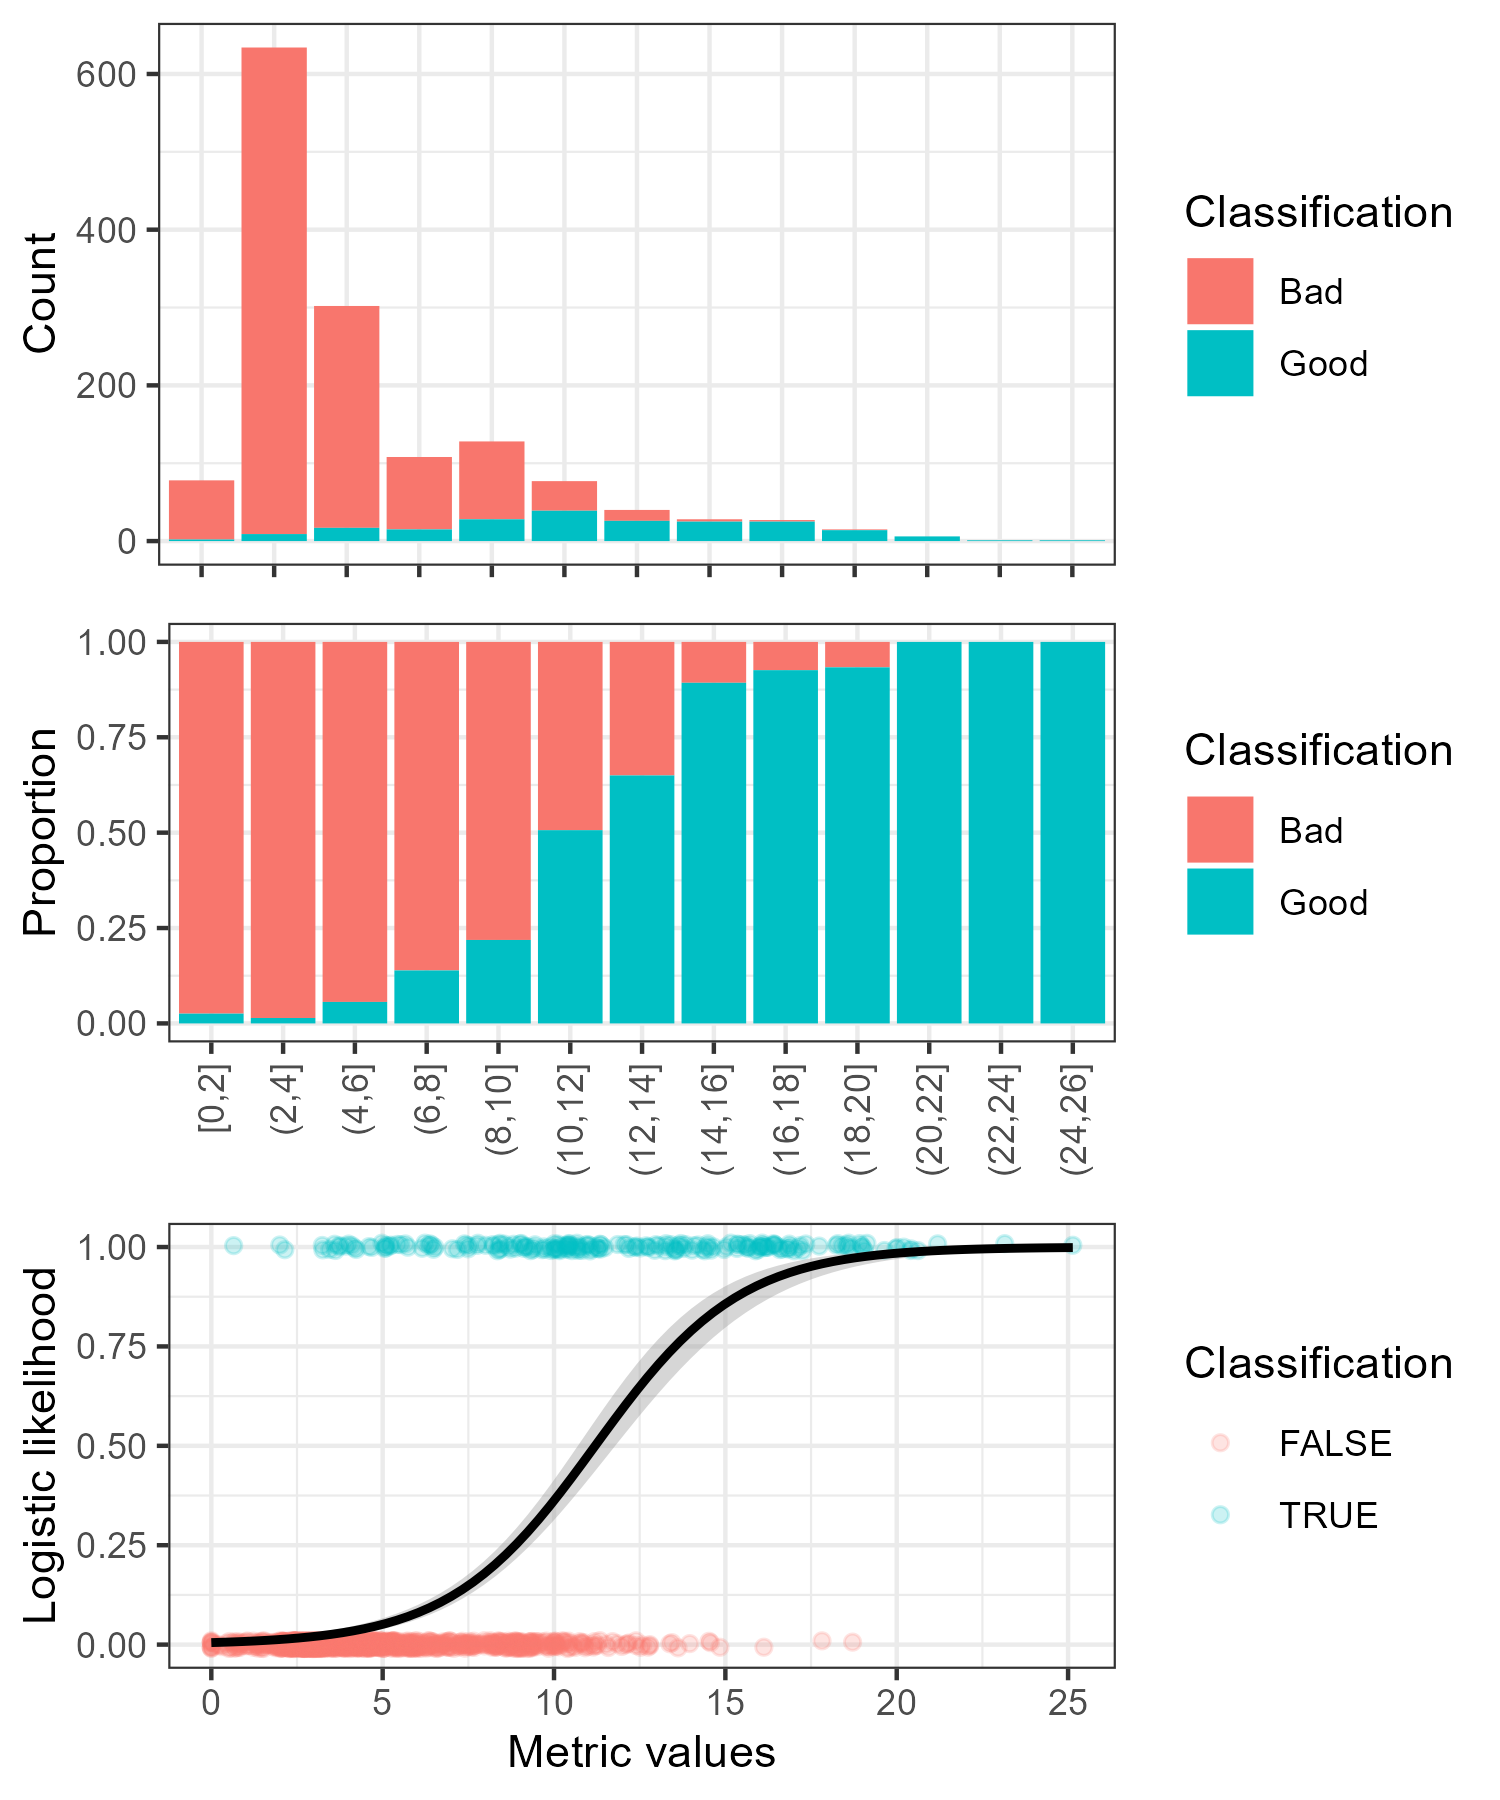 Count
600
400
200
0
Classification
Bad
Good
Proportion
1.00
0.75
0.50
0.25
0.00
[0,2]
(2,4]
(4,6]
(6,8]
(8,10]
(10,12]
(12,14]
(14,16]
(16,18]
(18,20]
(20,22]
(22,24]
(24,26]
Classification
Bad
Good
Logistic likelihood
1.00
0.75
0.50
0.25
0.00
0 5 10 15 20 25
Metric values
Classification
FALSE
TRUE